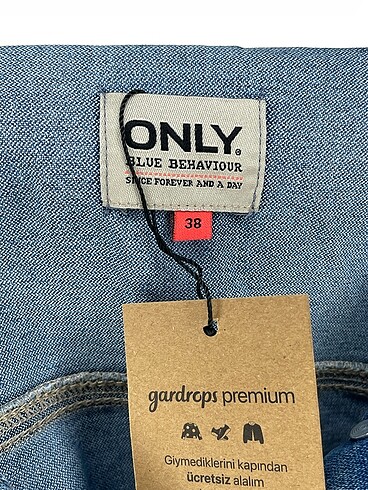 ONLY®
BLUE BEHAVIOUR
SINCE FOREVER AND A DAY
38
gardrops premium
Giymediklerini kapından
ücretsiz alalım